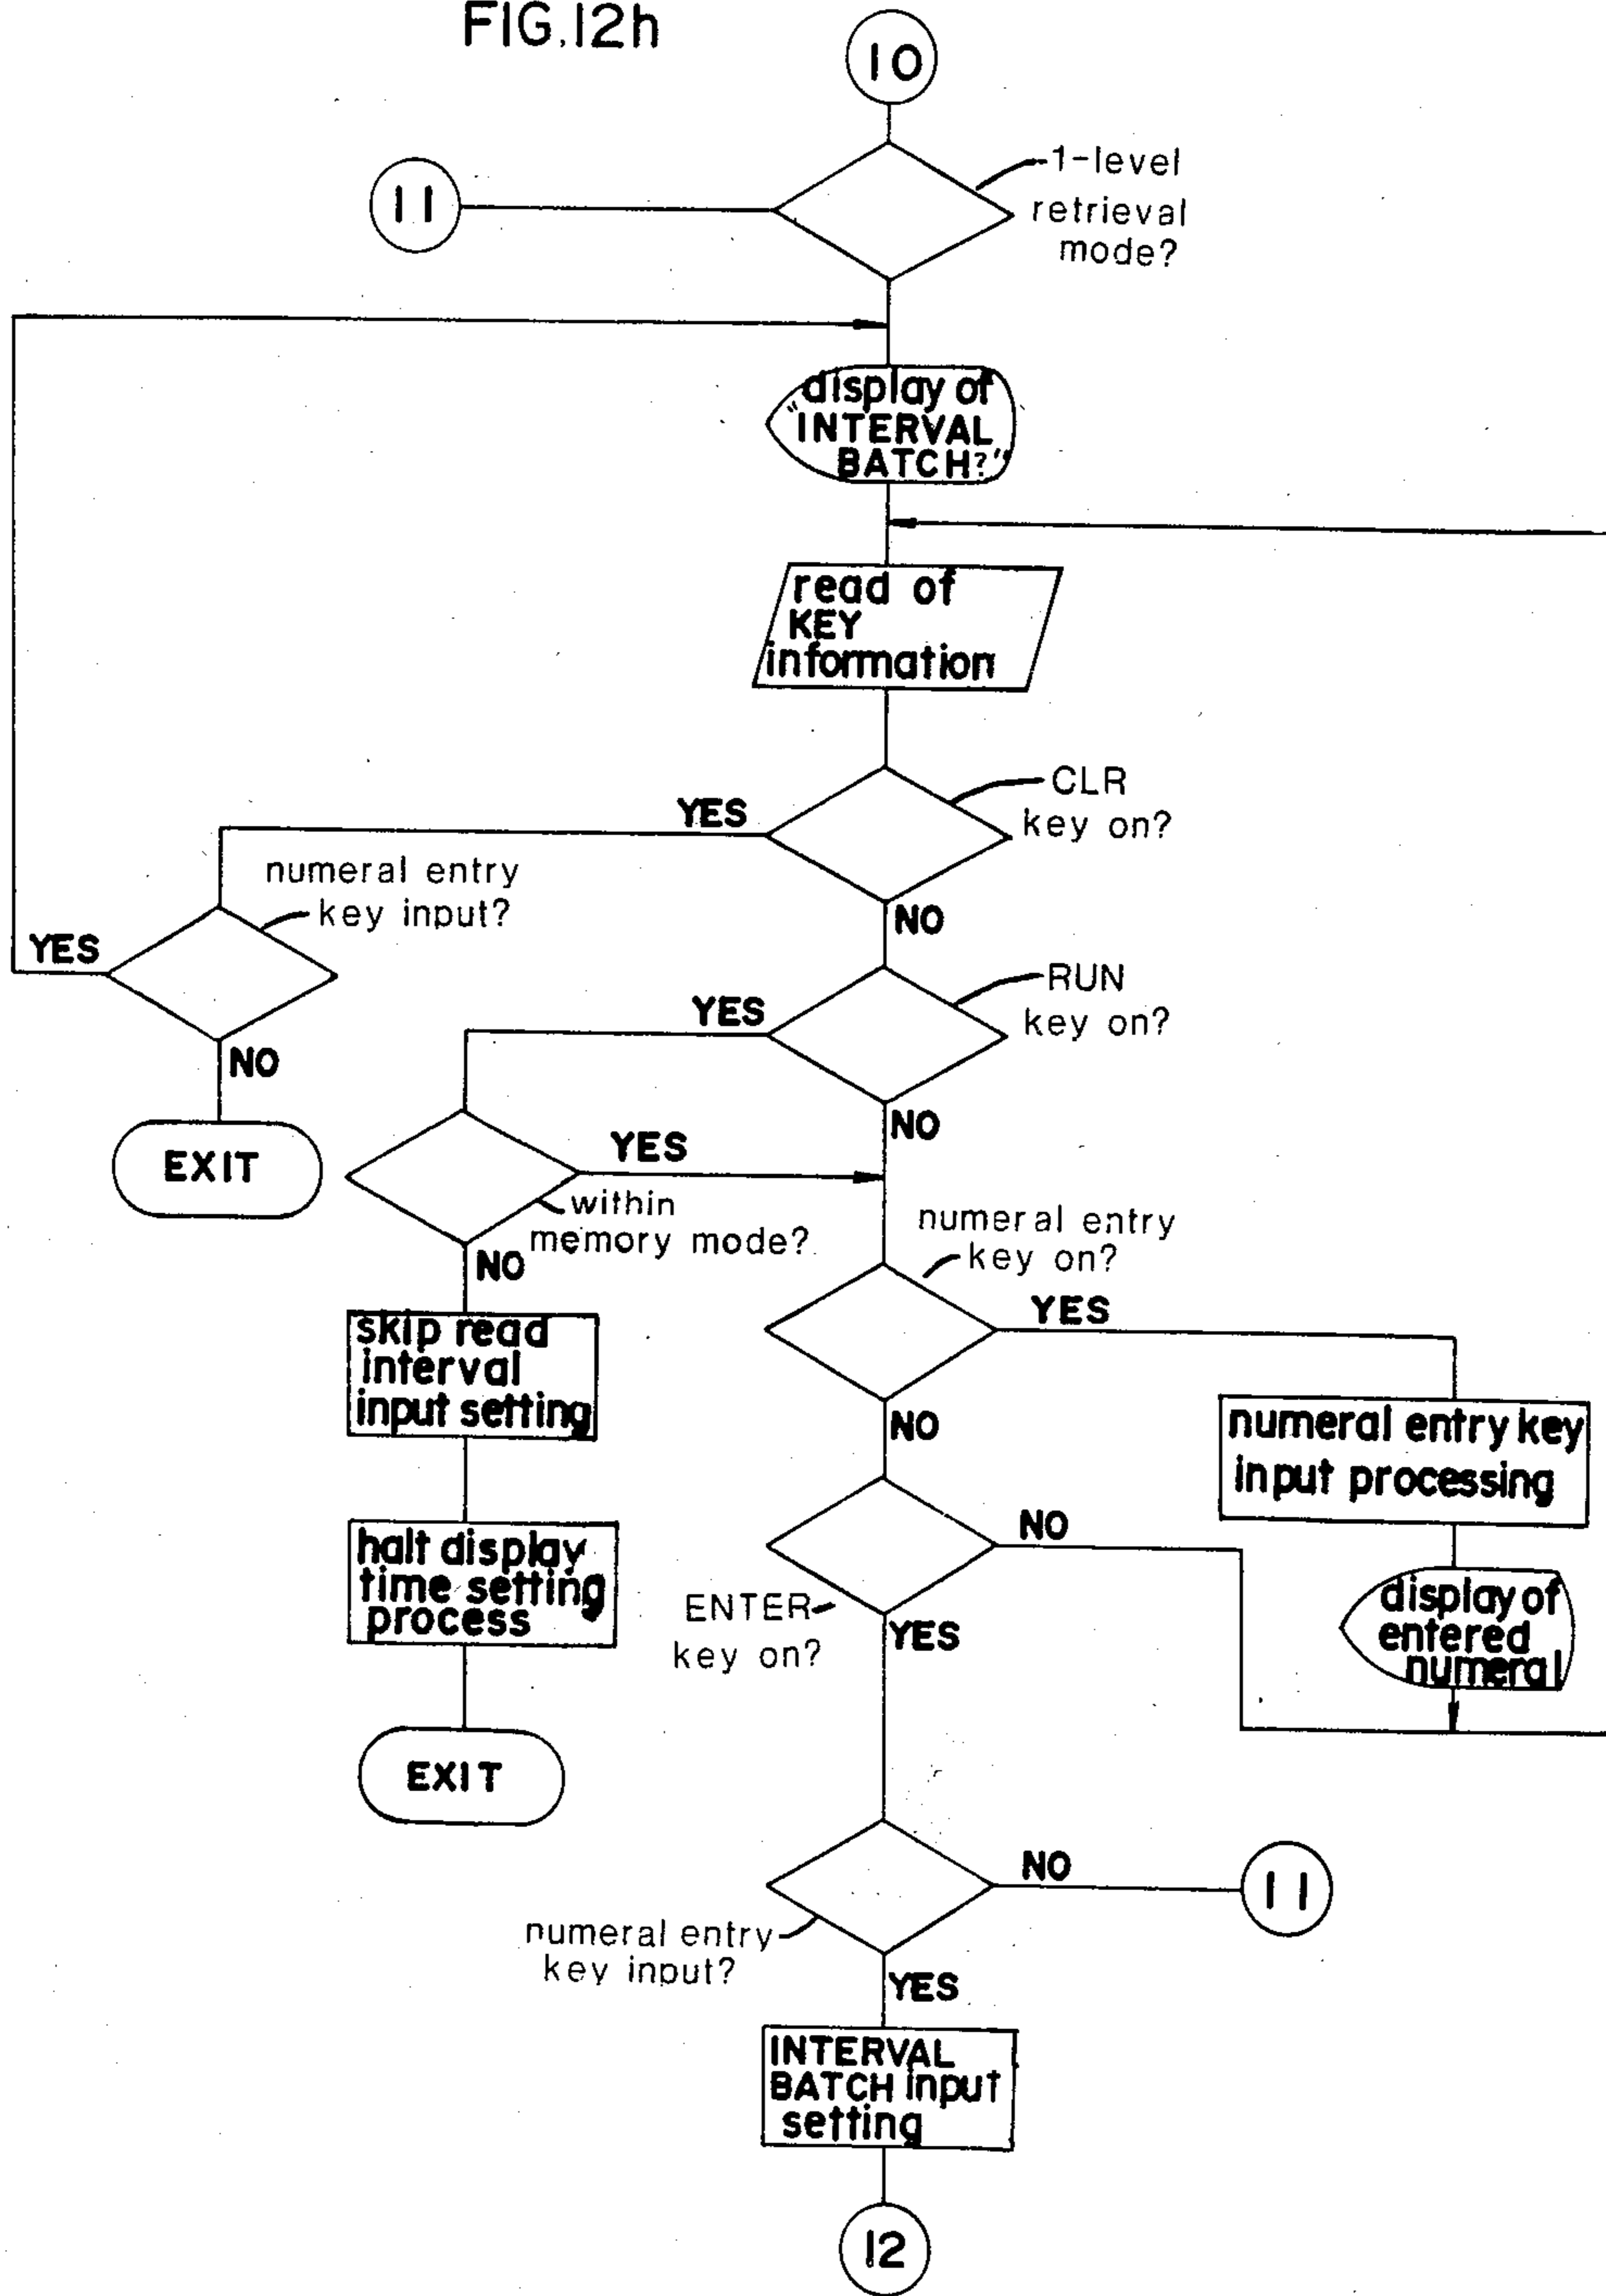 FIG.12h
10
11
1-level
retrieval
mode?
display of
"INTERVAL
BATCH?"
read of
KEY
information
CLR
key on?
YES
NO
numeral entry
key input?
YES
NO
EXIT
RUN
key on?
YES
NO
YES
within
memory mode?
NO
skip read
interval
input setting
halt display
time setting
process
EXIT
numeral entry
key on?
YES
NO
numeral entry key
input processing
display of
entered
numeral
NO
ENTER
key on?
YES
NO
11
numeral entry
key input?
YES
INTERVAL
BATCH input
setting
12